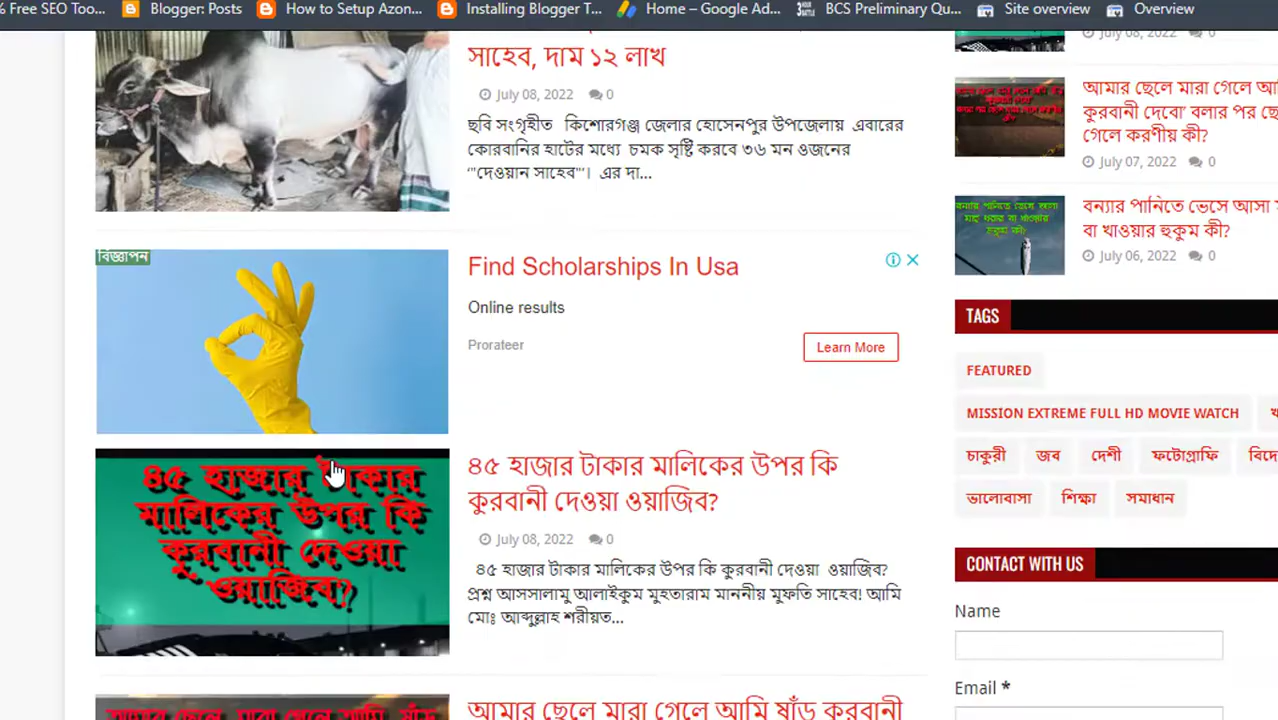 % Free SEO Too...
Blogger: Posts
How to Setup Azon...
Installing Blogger T...
Home – Google Ad...
BCS Preliminary Qu...
Site overview
Overview
সাহেব, দাম ১২ লাখ
July 08, 2022 0
ছবি সংগৃহীত কিশোরগঞ্জ জেলার হোসেনপুর উপজেলায় এবারের
কোরবানির হাটের মধ্যে চমক সৃষ্টি করবে ৩৬ মন ওজনের
“"দেওয়ান সাহেব"”। এর দা...
বিজ্ঞাপন
Find Scholarships In Usa
Online results
Prorateer
Learn More
৪৫ হাজার টাকার
মালিকের উপর কি
কুরবানী দেওয়া
ওয়াজিব?
৪৫ হাজার টাকার মালিকের উপর কি
কুরবানী দেওয়া ওয়াজিব?
July 08, 2022 0
৪৫ হাজার টাকার মালিকের উপর কি কুরবানী দেওয়া ওয়াজিব?
প্রশ্ন আসসালামু আলাইকুম মুহতারাম মাননীয় মুফতি সাহেব! আমি
মোঃ আব্দুল্লাহ শরীয়ত...
আমার ছেলে মারা গেলে আমি ষাঁড়
আমার ছেলে মারা গেলে আমি ষাঁড় কুরবানী
July 08, 2022 0
আমার ছেলে মারা গেলে আ
কুরবানী দেবো’ বলার পর ছে
গেলে করণীয় কী?
July 07, 2022 0
বন্যার পানিতে ভেসে আসা
বা খাওয়ার হুকুম কী?
July 06, 2022 0
TAGS
FEATURED
MISSION EXTREME FULL HD MOVIE WATCH
চাকুরী জব দেশী ফটোগ্রাফি বিদে
ভালোবাসা শিক্ষা সমাধান
CONTACT WITH US
Name
Email *